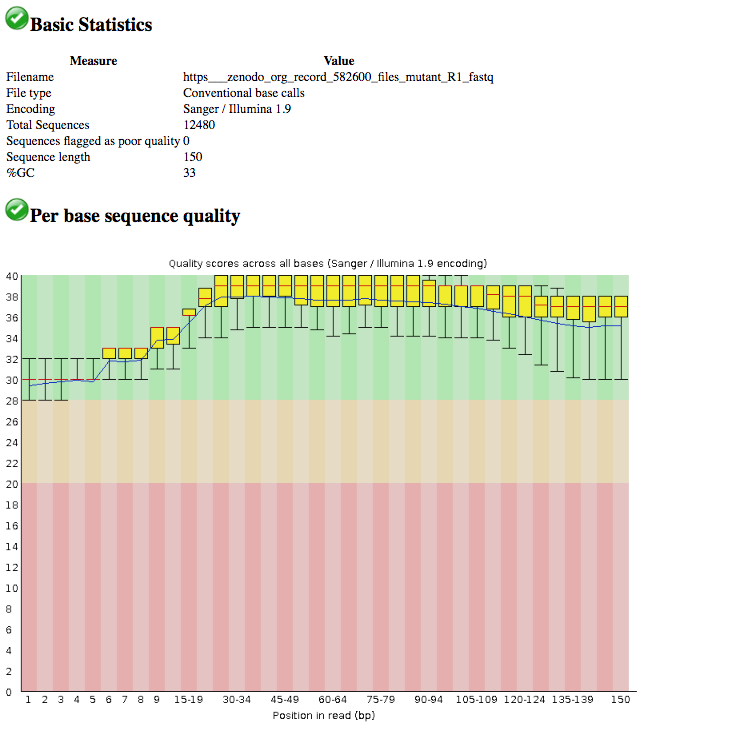 Basic Statistics
Measure Value
Filename https___zenodo_org_record_582600_files_mutant_R1_fastq
File type Conventional base calls
Encoding Sanger / Illumina 1.9
Total Sequences 12480
Sequences flagged as poor quality 0
Sequence length 150
%GC 33
Per base sequence quality
Quality scores across all bases (Sanger / Illumina 1.9 encoding)
40
38
36
34
32
30
28
26
24
22
20
18
16
14
12
10
8
6
4
2
0
1 2 3 4 5 6 7 8 9 15-19 30-34 45-49 60-64 75-79 90-94 105-109 120-124 135-139 150
Position in read (bp)